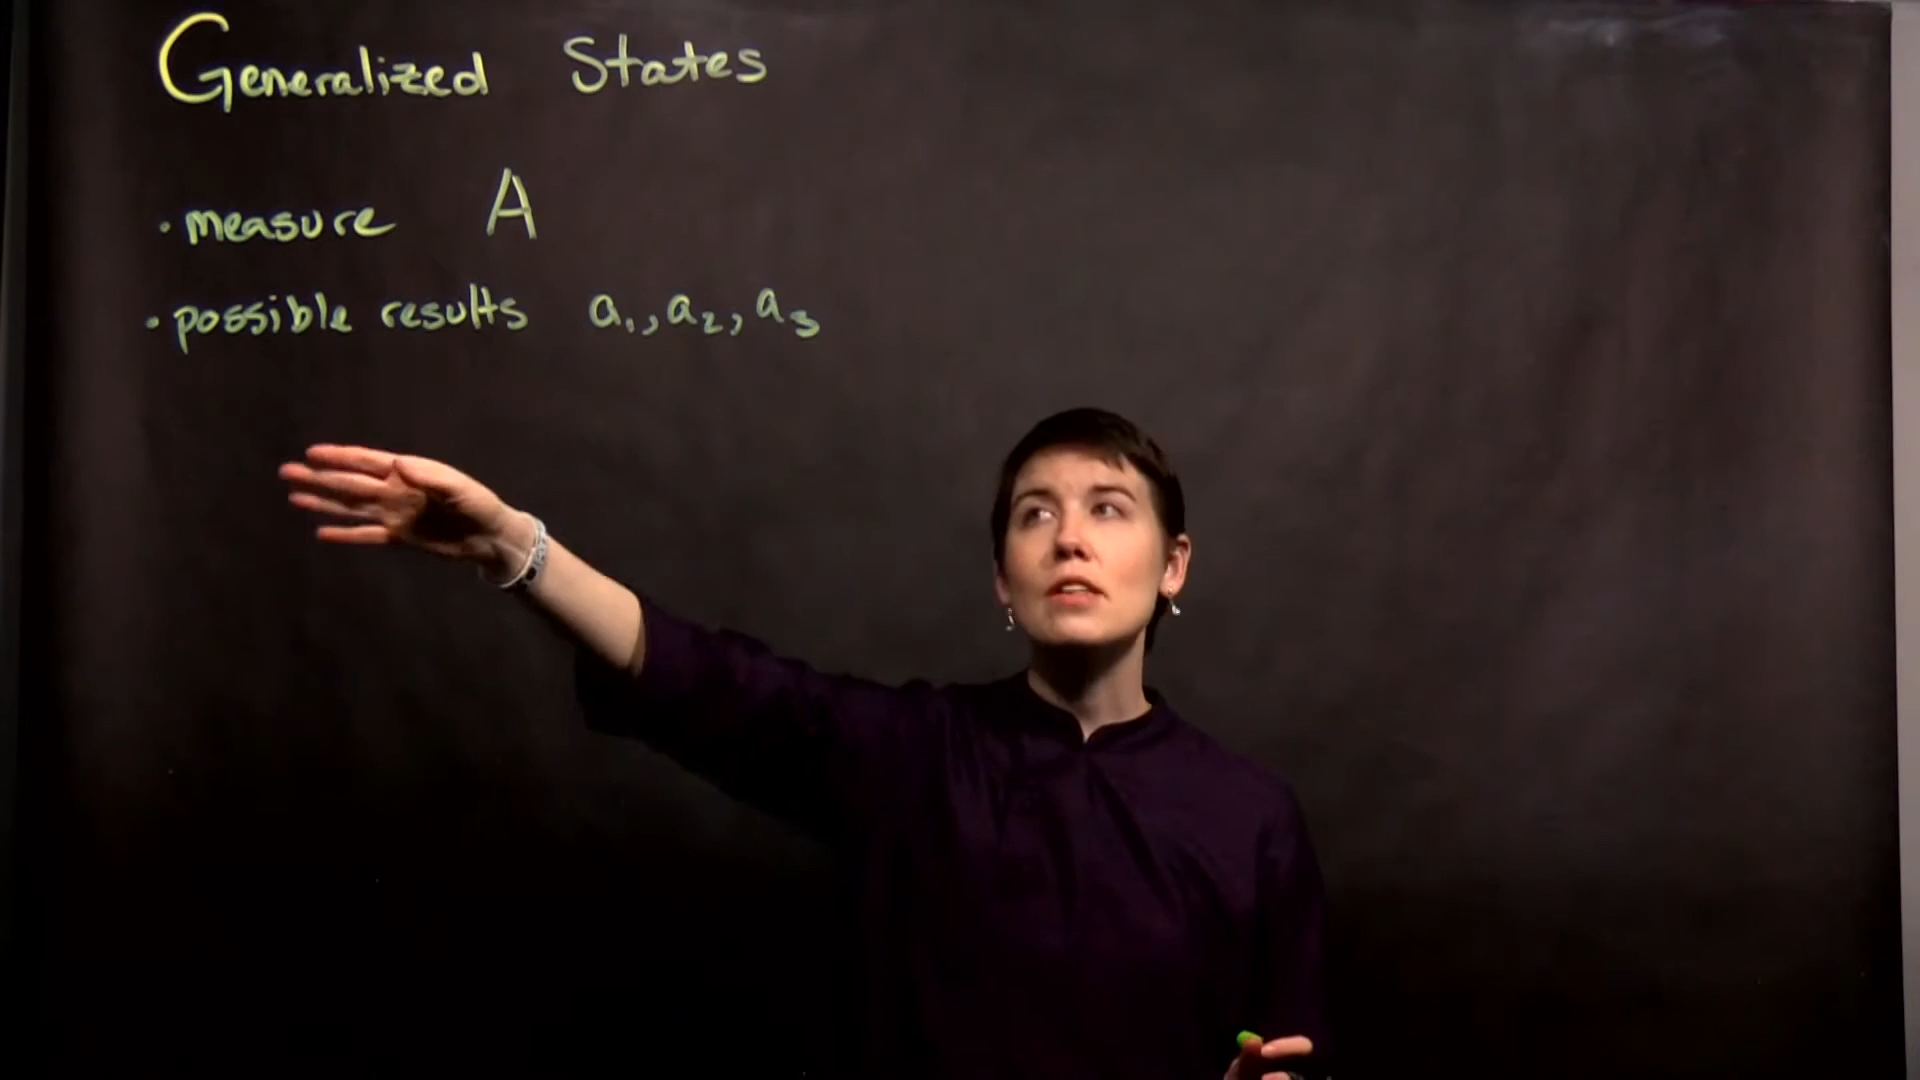 Generalized States
• measure A
• possible results a₁, a₂, a₃